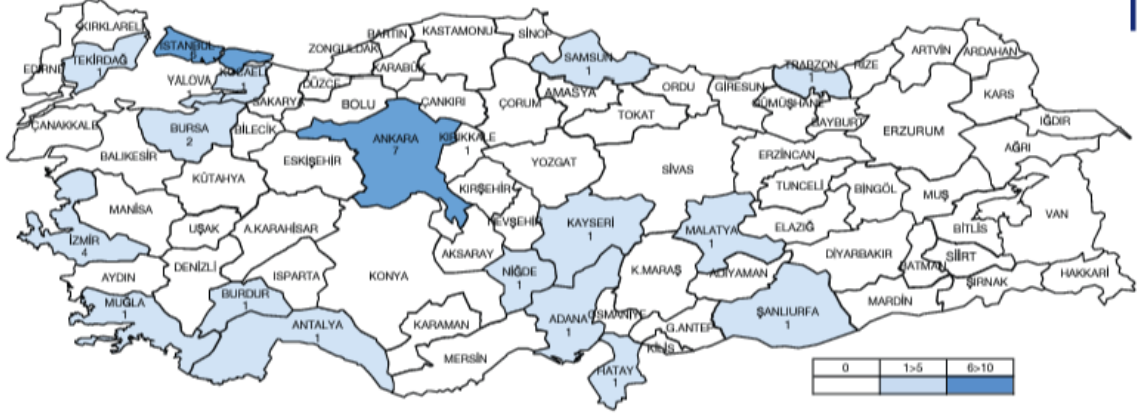 KIRKLARELİ
EDİRNE
TEKİRDAĞ
1
İSTANBUL
KOCAELİ
1
YALOVA
1
SAKARYA
DÜZCE
ZONGULDAK
BARTIN
KARABÜK
KASTAMONU
SİNOP
SAMSUN
1
ORDU
GİRESUN
TRABZON
1
RİZE
ARTVİN
ARDAHAN
KARS
IĞDIR
AĞRI
ERZURUM
BAYBURT
GÜMÜŞHANE
ÇANAKKALE
BURSA
2
BİLECİK
BOLU
ÇANKIRI
ÇORUM
AMASYA
TOKAT
ANKARA
7
KIRIKKALE
1
BALIKESİR
KÜTAHYA
ESKİŞEHİR
KIRŞEHİR
YOZGAT
SİVAS
ERZİNCAN
TUNCELİ
BİNGÖL
MUŞ
BİTLİS
VAN
MANİSA
UŞAK
A.KARAHİSAR
NEVŞEHİR
KAYSERİ
1
MALATYA
1
ELAZIĞ
DİYARBAKIR
BATMAN
SİİRT
ŞIRNAK
HAKKARİ
İZMİR
4
AYDIN
DENİZLİ
ISPARTA
KONYA
AKSARAY
NİĞDE
1
K.MARAŞ
ADIYAMAN
MARDİN
MUĞLA
1
BURDUR
1
ANTALYA
1
KARAMAN
MERSİN
ADANA
1
OSMANİYE
G.ANTEP
KİLİS
HATAY
1
ŞANLIURFA
1
0 1>5 6>10